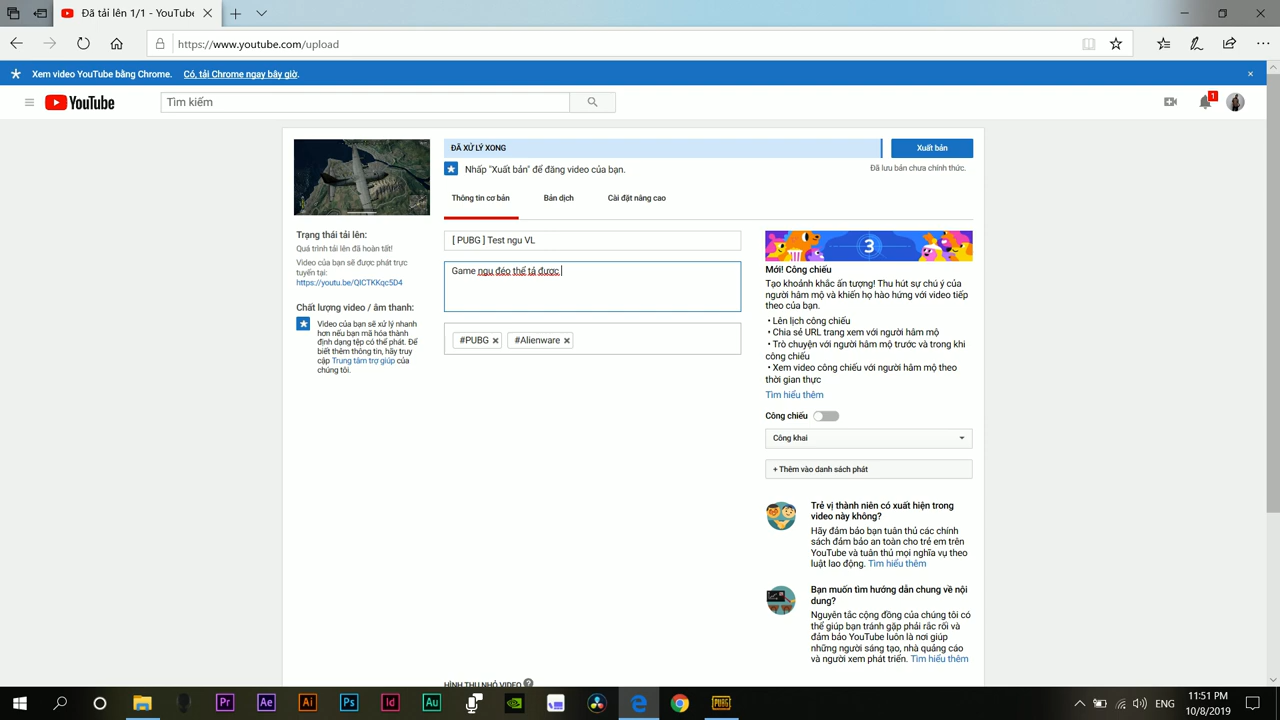 Đã tải lên 1/1 - YouTube
https://www.youtube.com/upload
Xem video YouTube bằng Chrome. Có, tải Chrome ngay bây giờ.
YouTube
Tìm kiếm
1
ĐÃ XỬ LÝ XONG
Xuất bản
Nhấp "Xuất bản" để đăng video của bạn.
Đã lưu bản chưa chính thức.
Thông tin cơ bản
Bản dịch
Cài đặt nâng cao
Trạng thái tải lên:
Quá trình tải lên đã hoàn tất!
Video của bạn sẽ được phát trực
tuyến tại:
https://youtu.be/QlCTKKqc5D4
Chất lượng video / âm thanh:
Video của bạn sẽ xử lý nhanh
hơn nếu bạn mã hóa thành
định dạng tệp có thể phát. Để
biết thêm thông tin, hãy truy
cập Trung tâm trợ giúp của
chúng tôi.
[ PUBG ] Test ngu VL
Game ngu đéo thể tả được
#PUBG
#Alienware
3
Mới! Công chiếu
Tạo khoảnh khắc ấn tượng! Thu hút sự chú ý của
người hâm mộ và khiến họ hào hứng với video tiếp
theo của bạn.
• Lên lịch công chiếu
• Chia sẻ URL trang xem với người hâm mộ
• Trò chuyện với người hâm mộ trước và trong khi
công chiếu
• Xem video công chiếu với người hâm mộ theo
thời gian thực
Tìm hiểu thêm
Công chiếu
Công khai
+ Thêm vào danh sách phát
Trẻ vị thành niên có xuất hiện trong
video này không?
Hãy đảm bảo bạn tuân thủ các chính
sách đảm bảo an toàn cho trẻ em trên
YouTube và tuân thủ mọi nghĩa vụ theo
luật lao động. Tìm hiểu thêm
Bạn muốn tìm hướng dẫn chung về nội
dung?
Nguyên tắc cộng đồng của chúng tôi có
thể giúp bạn tránh gặp phải rắc rối và
đảm bảo YouTube luôn là nơi giúp
những người sáng tạo, nhà quảng cáo
và người xem phát triển. Tìm hiểu thêm
HÌNH THU NHỎ VIDEO
Pr
Ae
Ai
Ps
Id
Au
PUBG
ENG
11:51 PM
10/8/2019